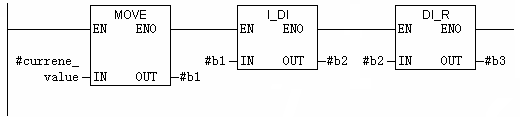 MOVE
EN ENO
#currene_
value IN OUT #b1
I_DI
EN ENO
#b1 IN OUT #b2
DI_R
EN ENO
#b2 IN OUT #b3